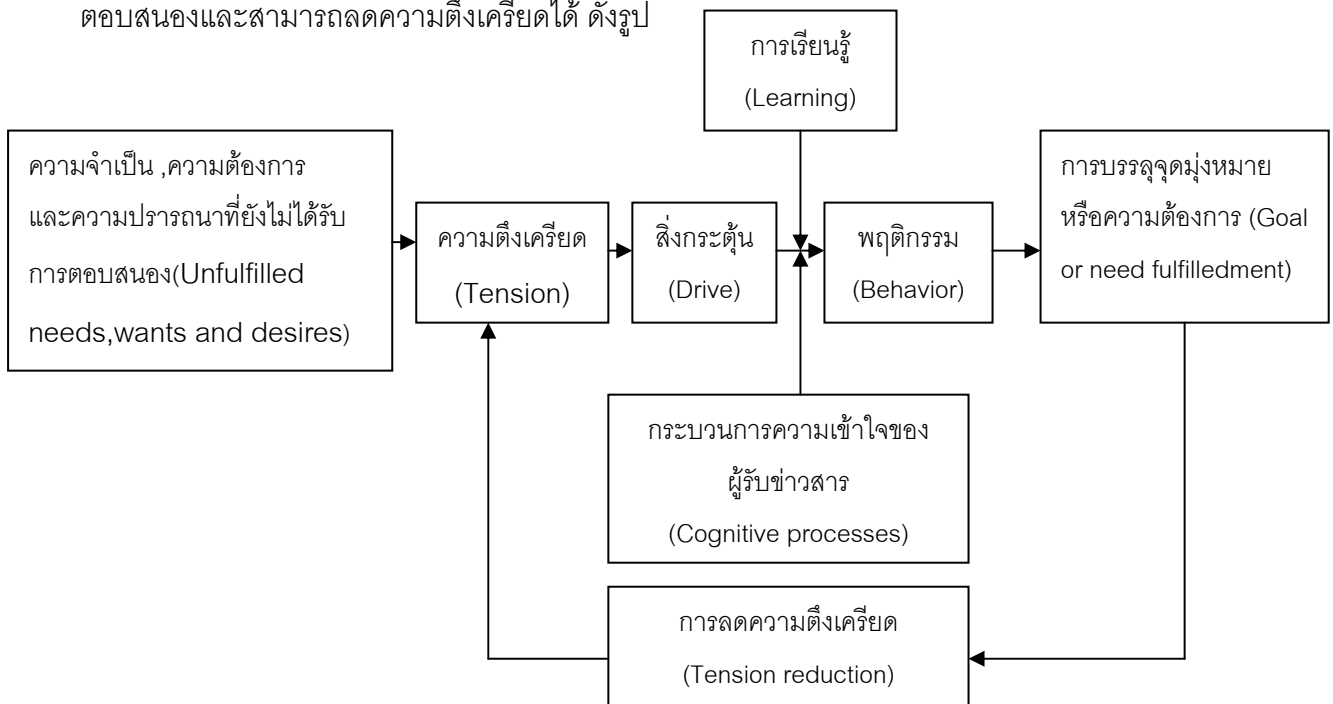 ตอบสนองและสามารถลดความตึงเครียดได้ ดังรูป
การเรียนรู้
(Learning)
ความจำเป็น ,ความต้องการ
และความปรารถนาที่ยังไม่ได้รับ
การตอบสนอง(Unfulfilled
needs,wants and desires)
ความตึงเครียด
(Tension)
สิ่งกระตุ้น
(Drive)
พฤติกรรม
(Behavior)
การบรรลุจุดมุ่งหมาย
หรือความต้องการ (Goal
or need fulfilledment)
กระบวนการความเข้าใจของ
ผู้รับข่าวสาร
(Cognitive processes)
การลดความตึงเครียด
(Tension reduction)